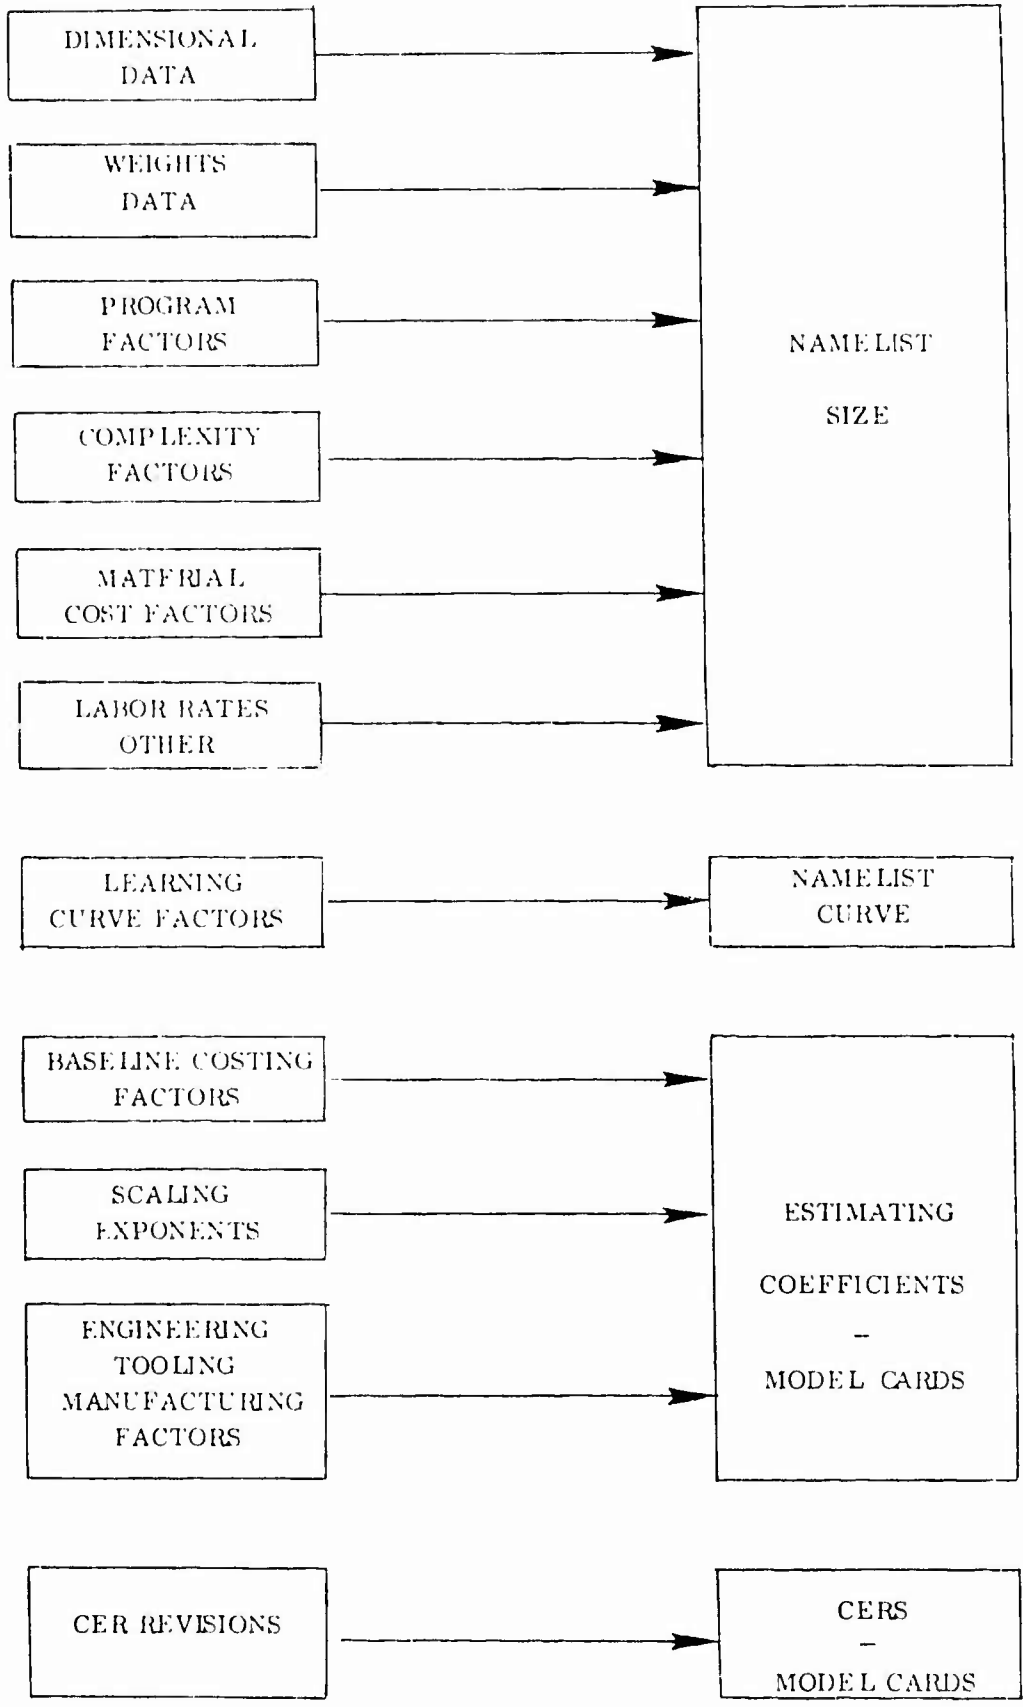 DIMENSIONAL
DATA
WEIGHTS
DATA
PROGRAM
FACTORS
COMPLEXITY
FACTORS
MATERIAL
COST FACTORS
LABOR RATES
OTHER
NAMELIST
SIZE
LEARNING
CURVE FACTORS
NAMELIST
CURVE
BASELINE COSTING
FACTORS
SCALING
EXPONENTS
ENGINEERING
TOOLING
MANUFACTURING
FACTORS
ESTIMATING
COEFFICIENTS
–
MODEL CARDS
CER REVISIONS
CERS
–
MODEL CARDS